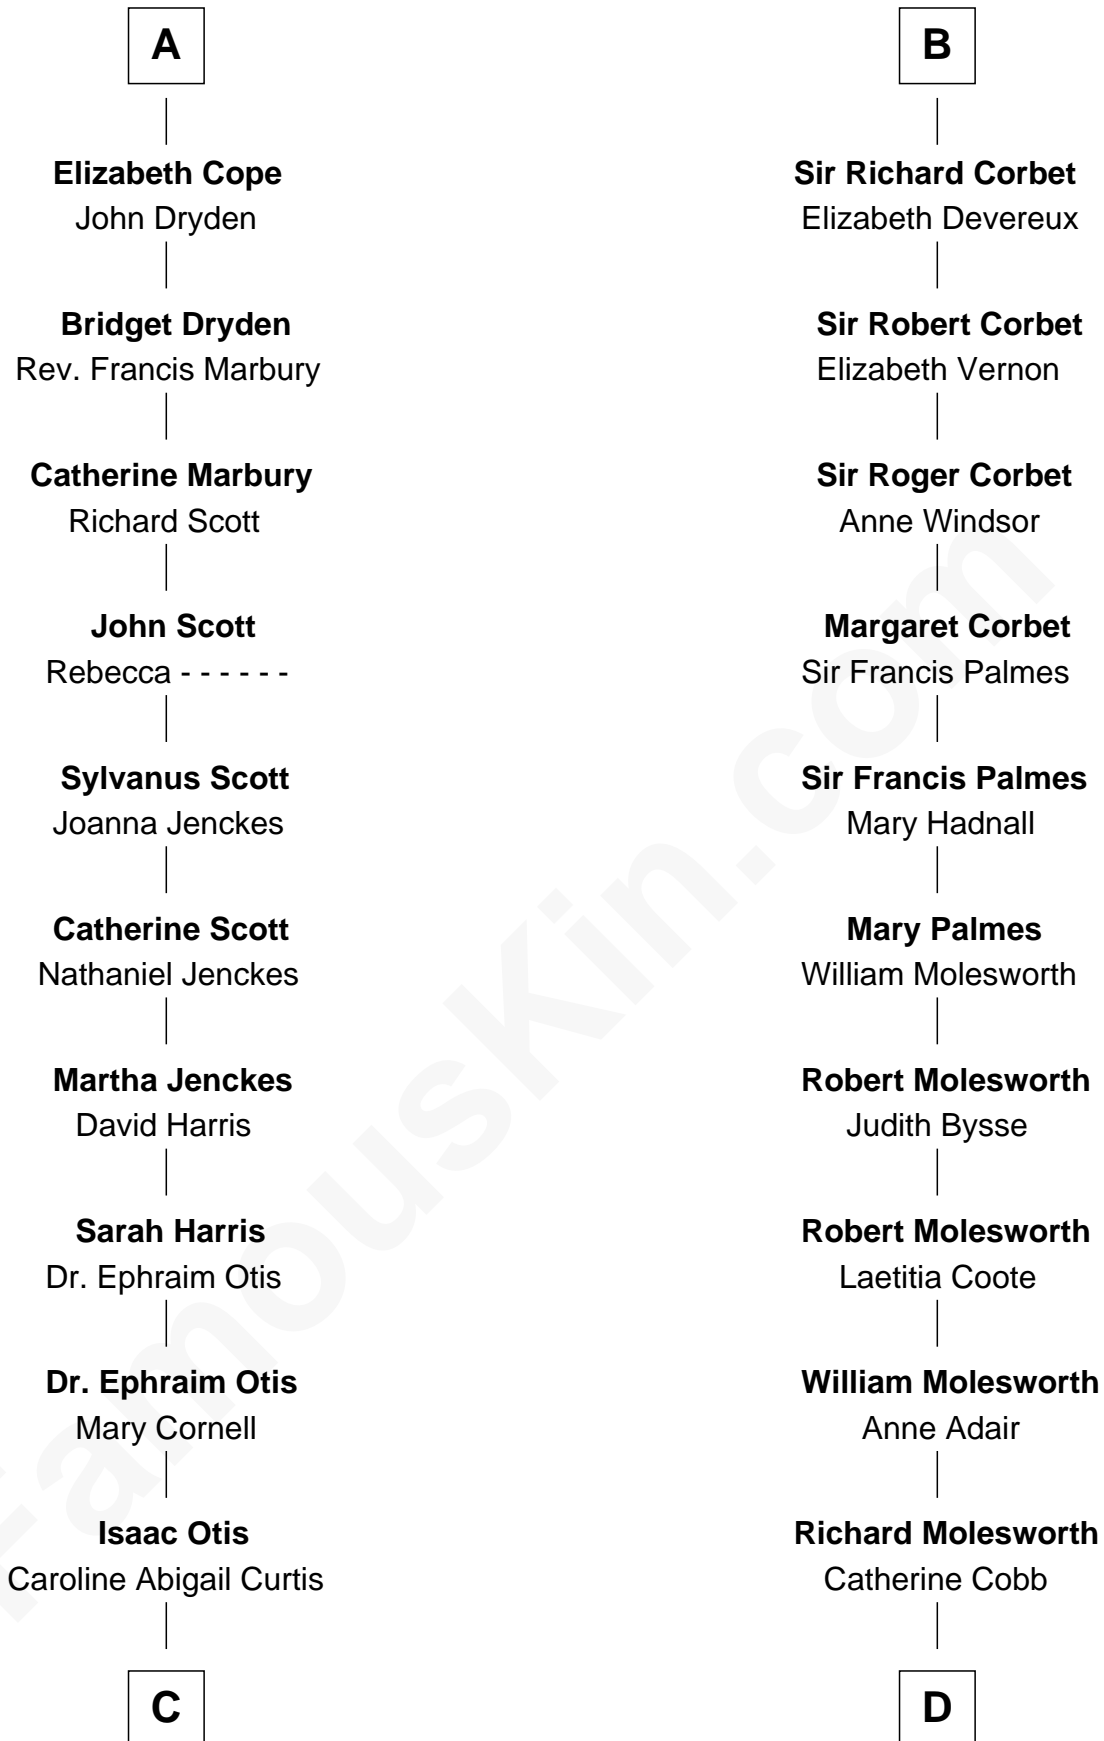 A
Elizabeth Cope
John Dryden
Bridget Dryden
Rev. Francis Marbury
Catherine Marbury
Richard Scott
John Scott
Rebecca - - - - - -
Sylvanus Scott
Joanna Jenckes
Catherine Scott
Nathaniel Jenckes
Martha Jenckes
David Harris
Sarah Harris
Dr. Ephraim Otis
Dr. Ephraim Otis
Mary Cornell
Isaac Otis
Caroline Abigail Curtis
C
B
Sir Richard Corbet
Elizabeth Devereux
Sir Robert Corbet
Elizabeth Vernon
Sir Roger Corbet
Anne Windsor
Margaret Corbet
Sir Francis Palmes
Sir Francis Palmes
Mary Hadnall
Mary Palmes
William Molesworth
Robert Molesworth
Judith Bysse
Robert Molesworth
Laetitia Coote
William Molesworth
Anne Adair
Richard Molesworth
Catherine Cobb
D
FamousKin.com